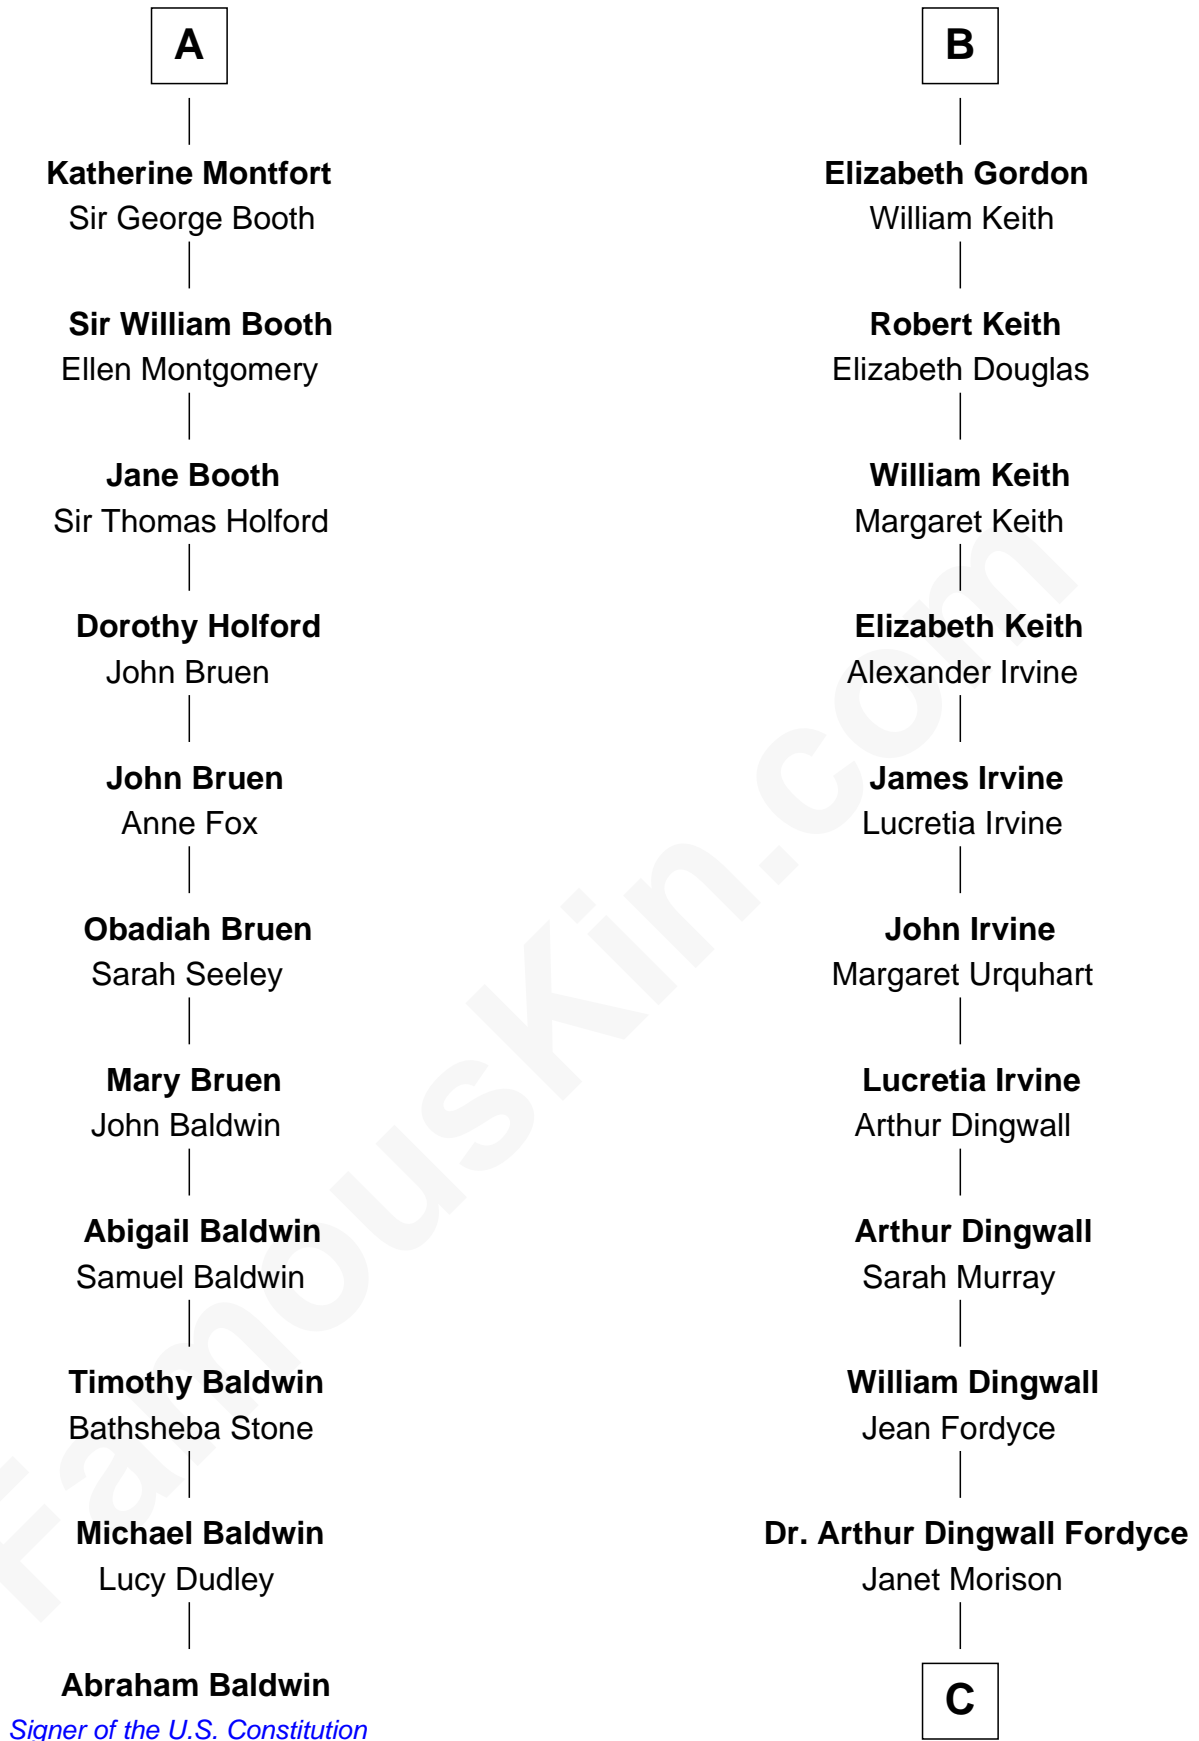 A
Katherine Montfort
Sir George Booth
Sir William Booth
Ellen Montgomery
Jane Booth
Sir Thomas Holford
Dorothy Holford
John Bruen
John Bruen
Anne Fox
Obadiah Bruen
Sarah Seeley
Mary Bruen
John Baldwin
Abigail Baldwin
Samuel Baldwin
Timothy Baldwin
Bathsheba Stone
Michael Baldwin
Lucy Dudley
Abraham Baldwin
Signer of the U.S. Constitution
B
Elizabeth Gordon
William Keith
Robert Keith
Elizabeth Douglas
William Keith
Margaret Keith
Elizabeth Keith
Alexander Irvine
James Irvine
Lucretia Irvine
John Irvine
Margaret Urquhart
Lucretia Irvine
Arthur Dingwall
Arthur Dingwall
Sarah Murray
William Dingwall
Jean Fordyce
Dr. Arthur Dingwall Fordyce
Janet Morison
C
FamousKin.com